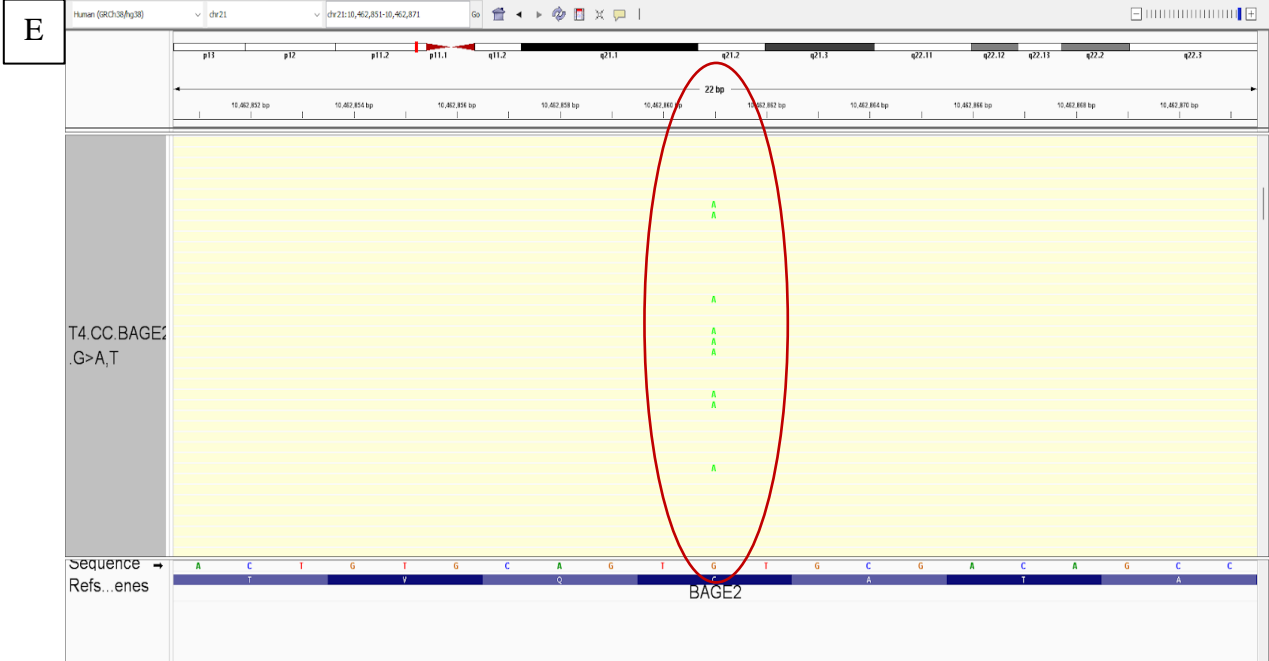 E
Human (GRCh38/hg38) chr21 chr21:10,462,851-10,462,871 Go
p13 p12 p11.2 p11.1 q11.2 q21.1 q21.2 q21.3 q22.11 q22.12 q22.13 q22.2 q22.3
22 bp
10,462,852 bp 10,462,854 bp 10,462,856 bp 10,462,858 bp 10,462,860 bp 10,462,862 bp 10,462,864 bp 10,462,866 bp 10,462,868 bp 10,462,870 bp
A
A
A
A
A
A
A
A
A
T4.CC.BAGE2
.G>A,T
Sequence → A C T G T G C A G T G T G C G A C A G C C
Refs...enes T V Q C A T A
BAGE2